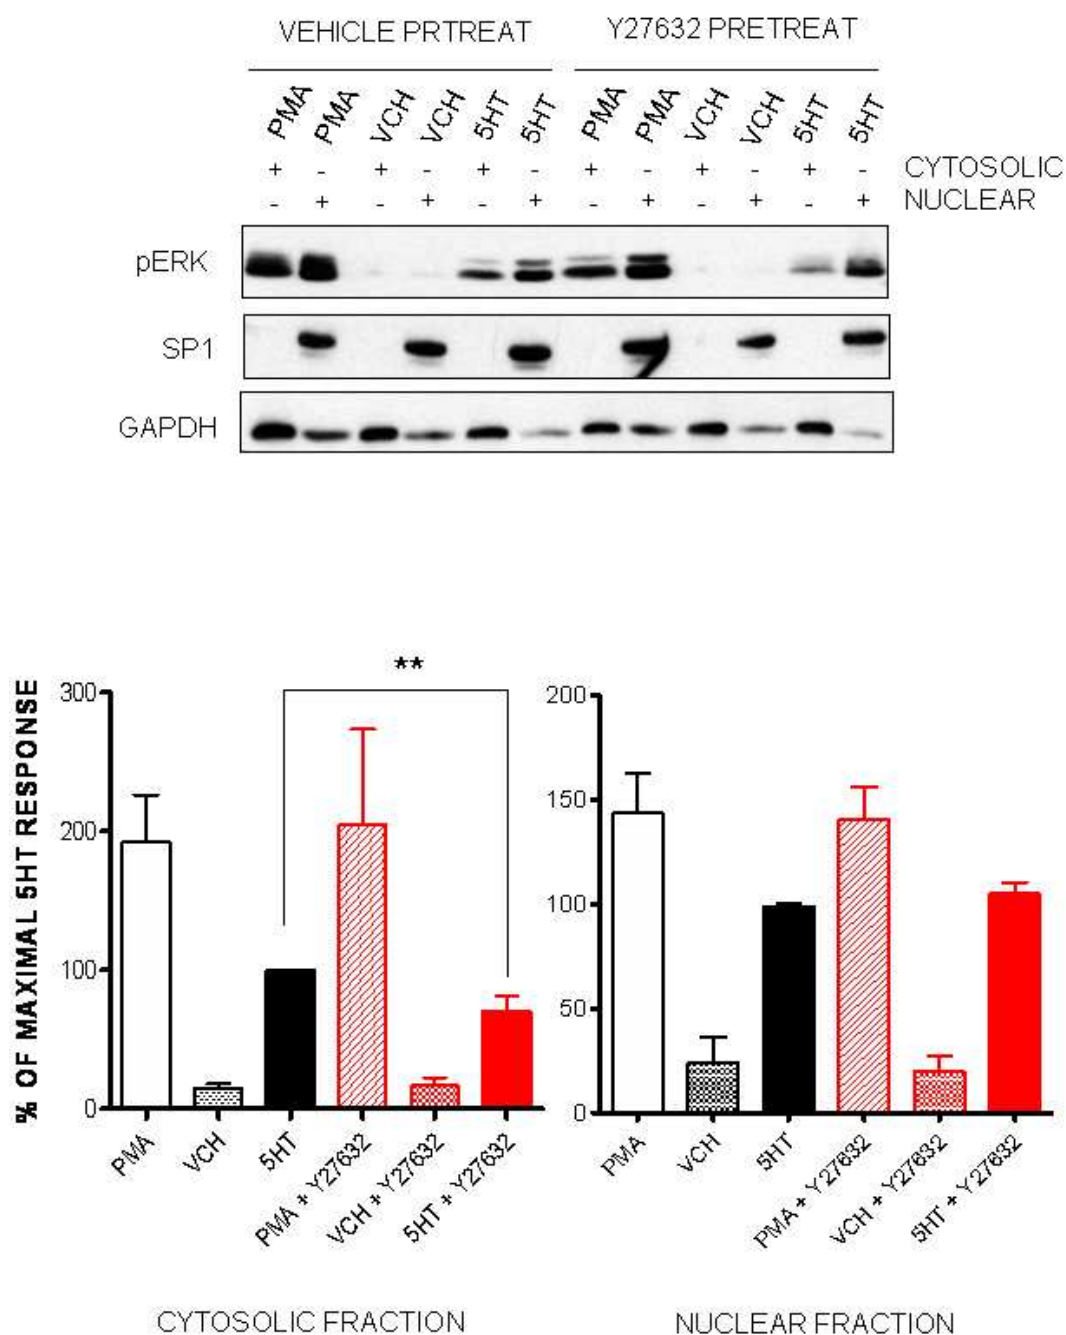 VEHICLE PRTREAT Y27632 PRETREAT
PMA PMA VCH VCH 5HT 5HT PMA PMA VCH VCH 5HT 5HT
+ - + - + - + - + - + - CYTOSOLIC
- + - + - + - + - + - + NUCLEAR
pERK
SP1
GAPDH
**
% OF MAXIMAL 5HT RESPONSE
300
200
100
0
PMA VCH 5HT PMA + Y27632 VCH + Y27632 5HT + Y27632
CYTOSOLIC FRACTION
200
150
100
50
0
PMA VCH 5HT PMA + Y27632 VCH + Y27632 5HT + Y27632
NUCLEAR FRACTION